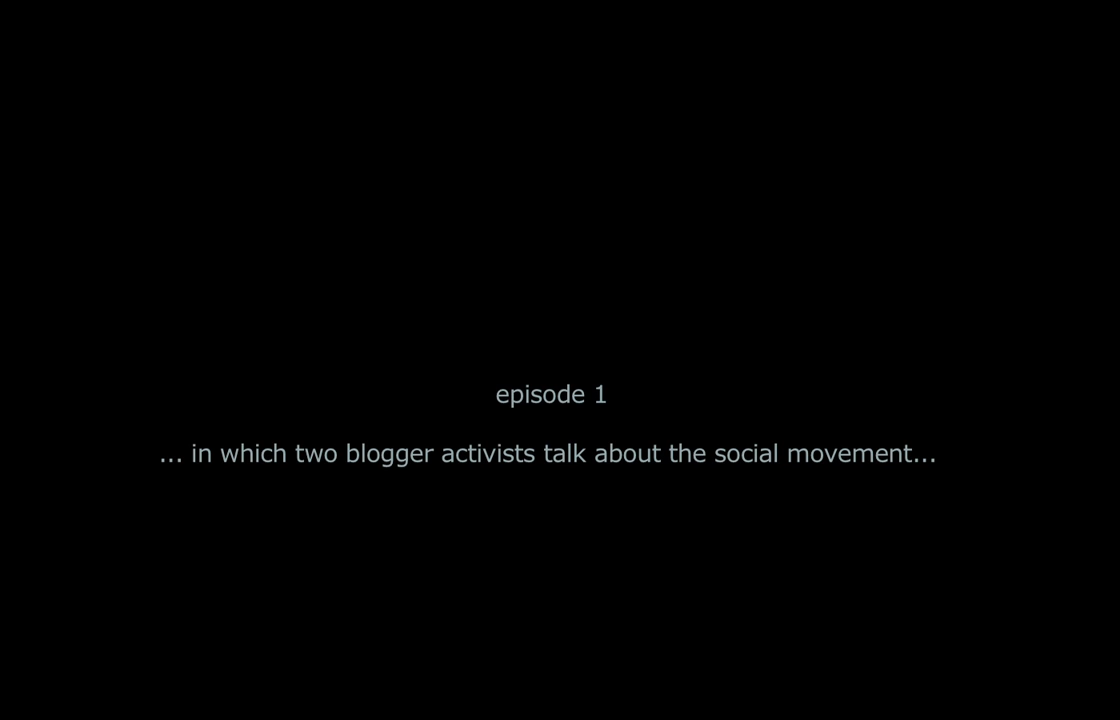 episode 1
... in which two blogger activists talk about the social movement...